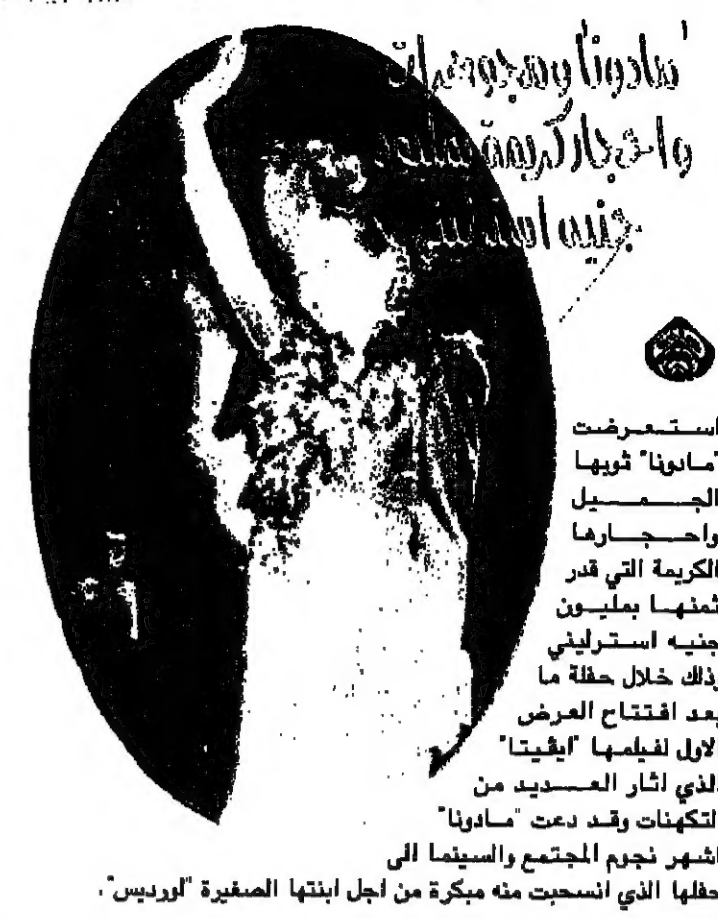 "مادونا" ومجوهرات
واحجار كريمة بمليون
جنيه استرليني
استعرضت
"مادونا" ثوبها
الجميل
واحجارها
الكريمة التي قدر
ثمنها بمليون
جنيه استرليني
وذلك خلال حفلة ما
بعد افتتاح العرض
الاول لفيلمها "ايڤيتا"
الذي اثار العديد من
التكهنات وقد دعت "مادونا"
اشهر نجوم المجتمع والسينما الى
حفلها الذي انسحبت منه مبكرة من اجل ابنتها الصغيرة "لورديس".